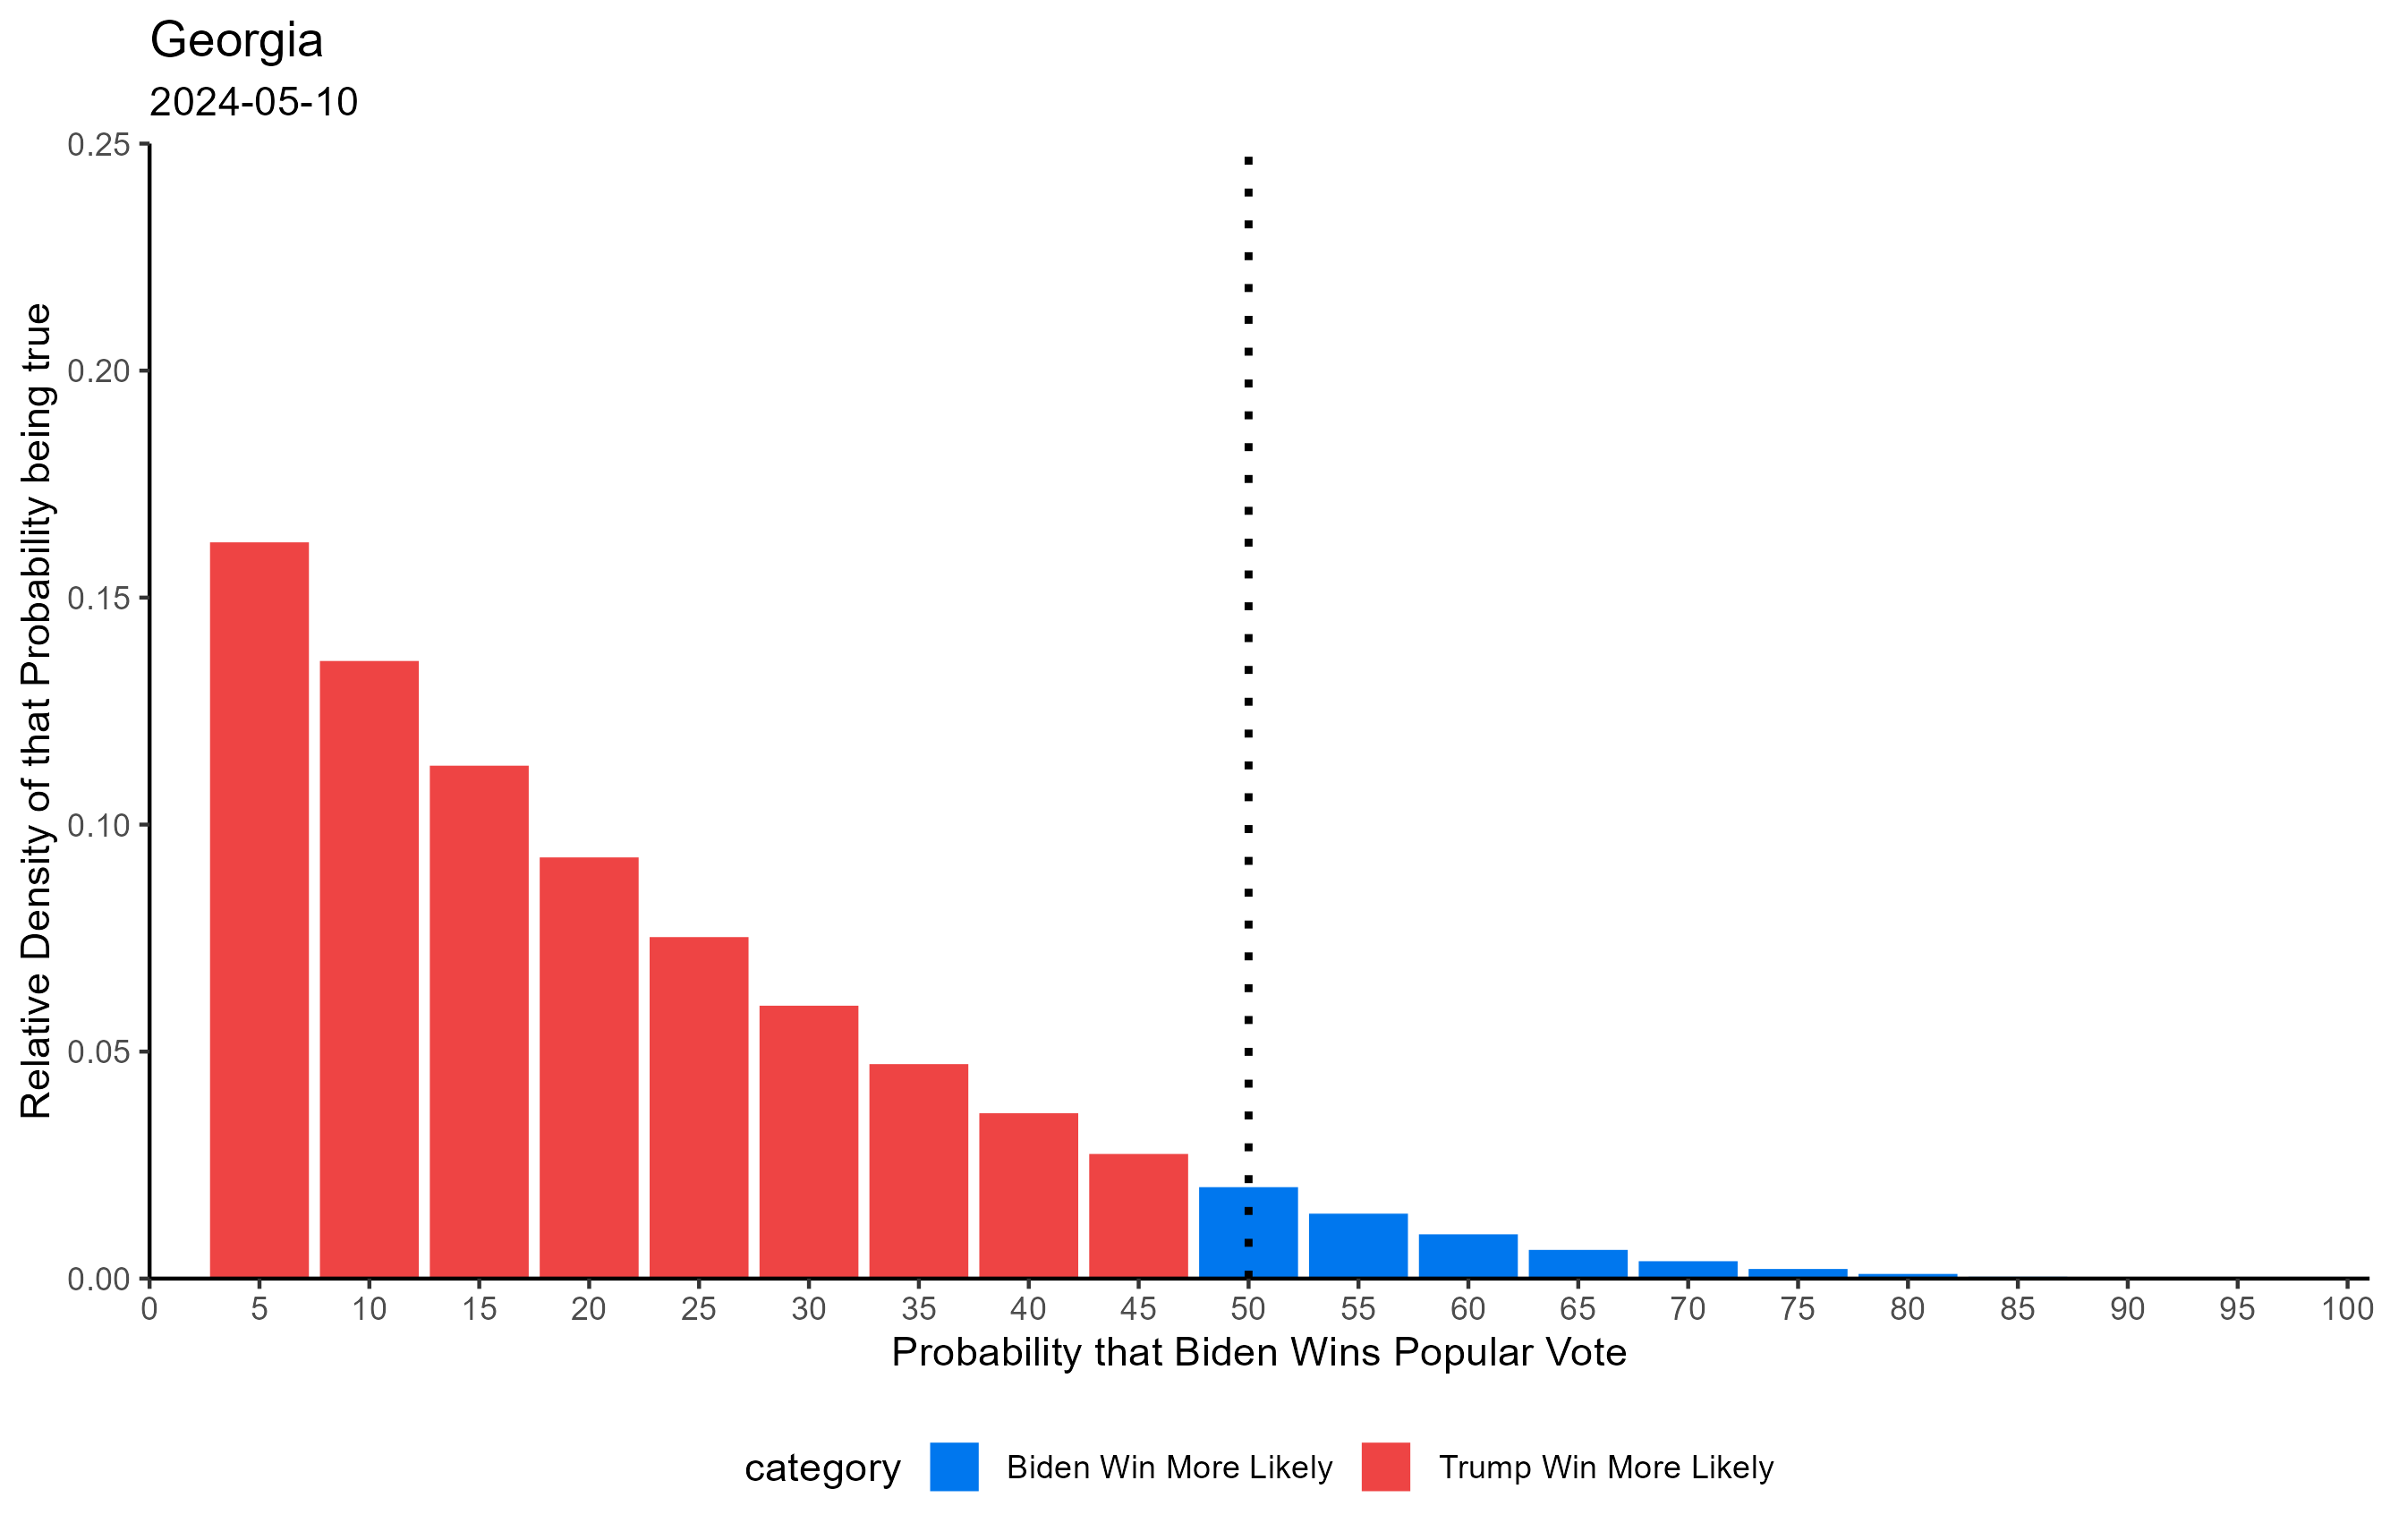 Georgia
2024-05-10
Relative Density of that Probability being true
0.25
0.20
0.15
0.10
0.05
0.00
0 5 10 15 20 25 30 35 40 45 50 55 60 65 70 75 80 85 90 95 100
Probability that Biden Wins Popular Vote
category Biden Win More Likely Trump Win More Likely